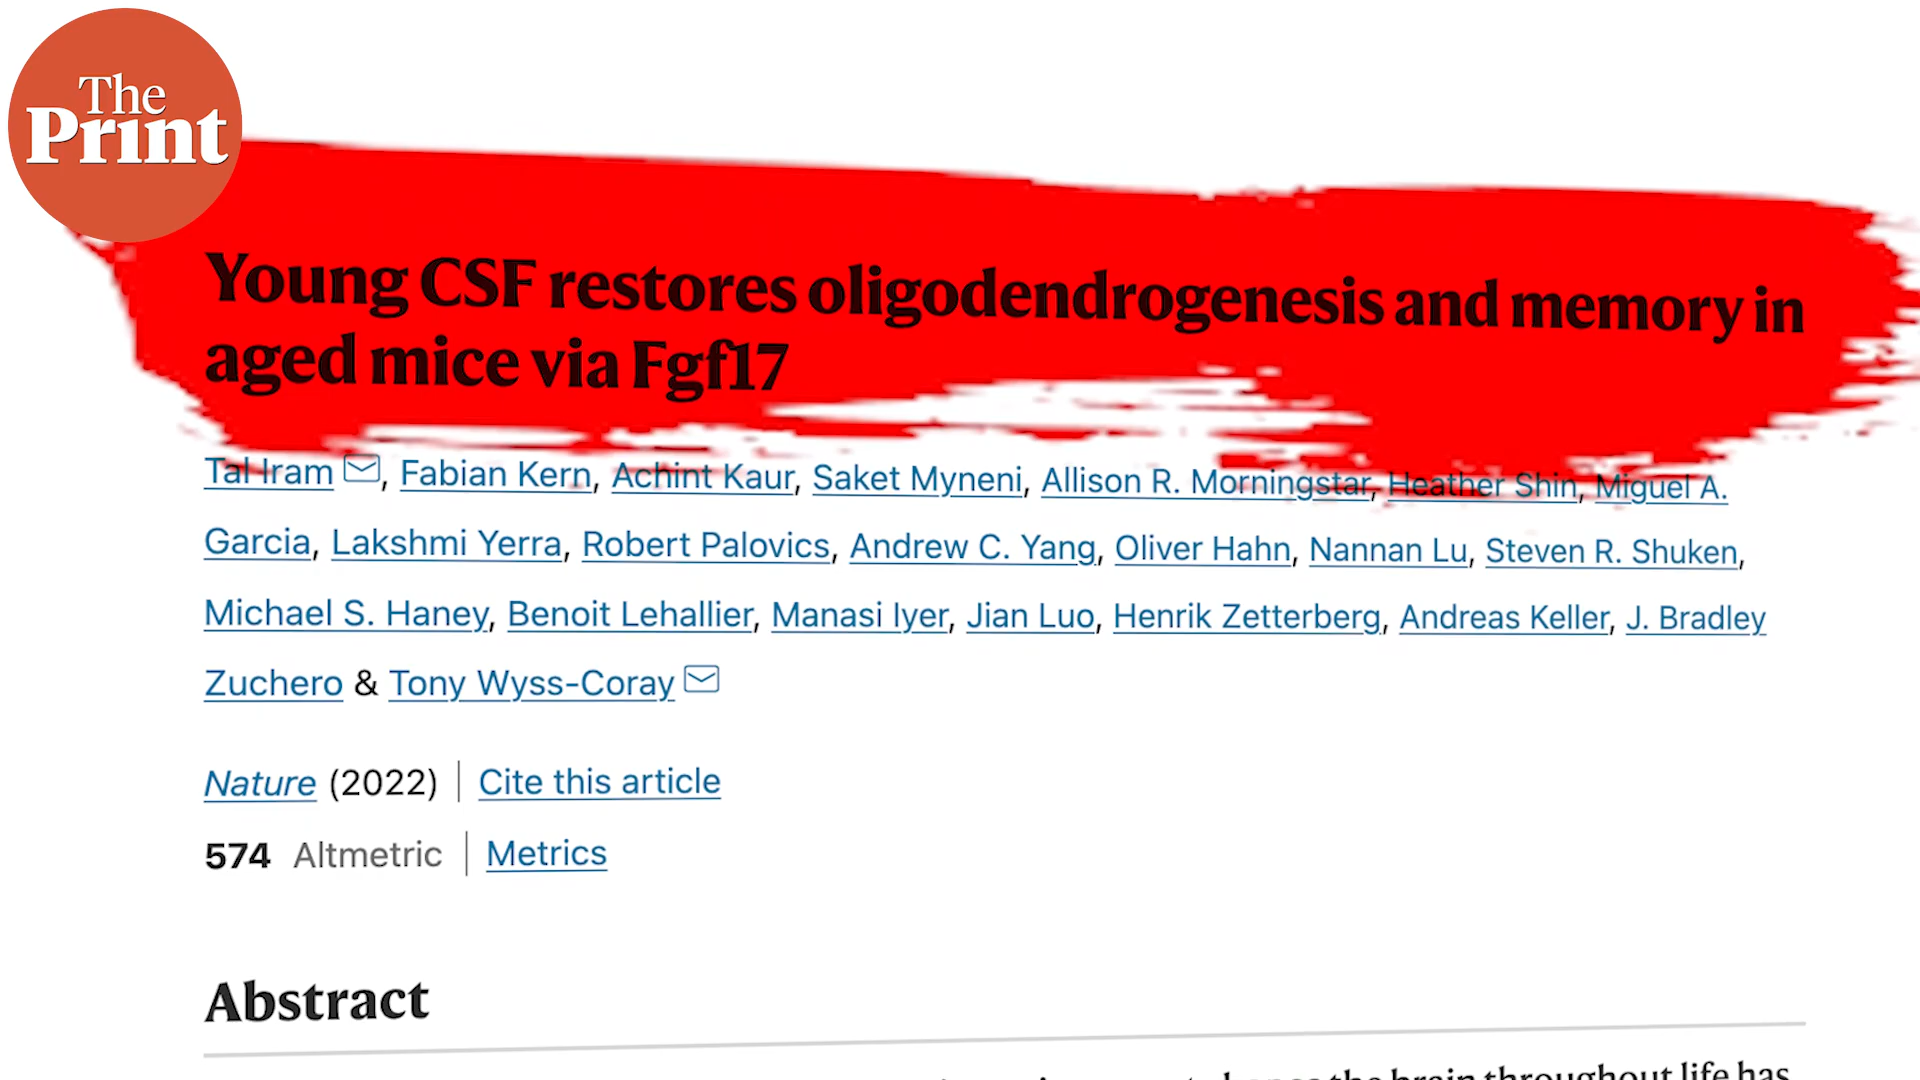 The
Print
Young CSF restores oligodendrogenesis and memory in
aged mice via Fgf17
Tal Iram, Fabian Kern, Achint Kaur, Saket Myneni, Allison R. Morningstar, Heather Shin, Miguel A.
Garcia, Lakshmi Yerra, Robert Palovics, Andrew C. Yang, Oliver Hahn, Nannan Lu, Steven R. Shuken,
Michael S. Haney, Benoit Lehallier, Manasi Iyer, Jian Luo, Henrik Zetterberg, Andreas Keller, J. Bradley
Zuchero & Tony Wyss-Coray
Nature (2022) | Cite this article
574 Altmetric | Metrics
Abstract
the brain throughout life has